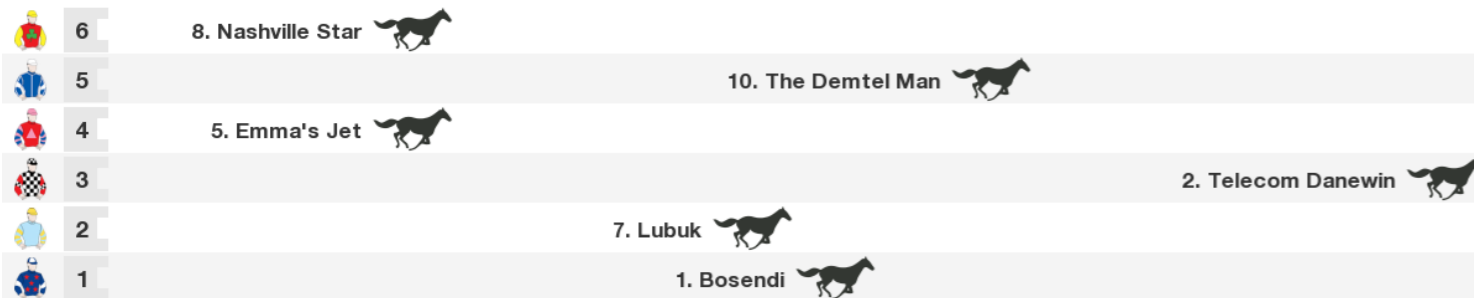 6 8. Nashville Star
5 10. The Demtel Man
4 5. Emma's Jet
3 2. Telecom Danewin
2 7. Lubuk
1 1. Bosendi